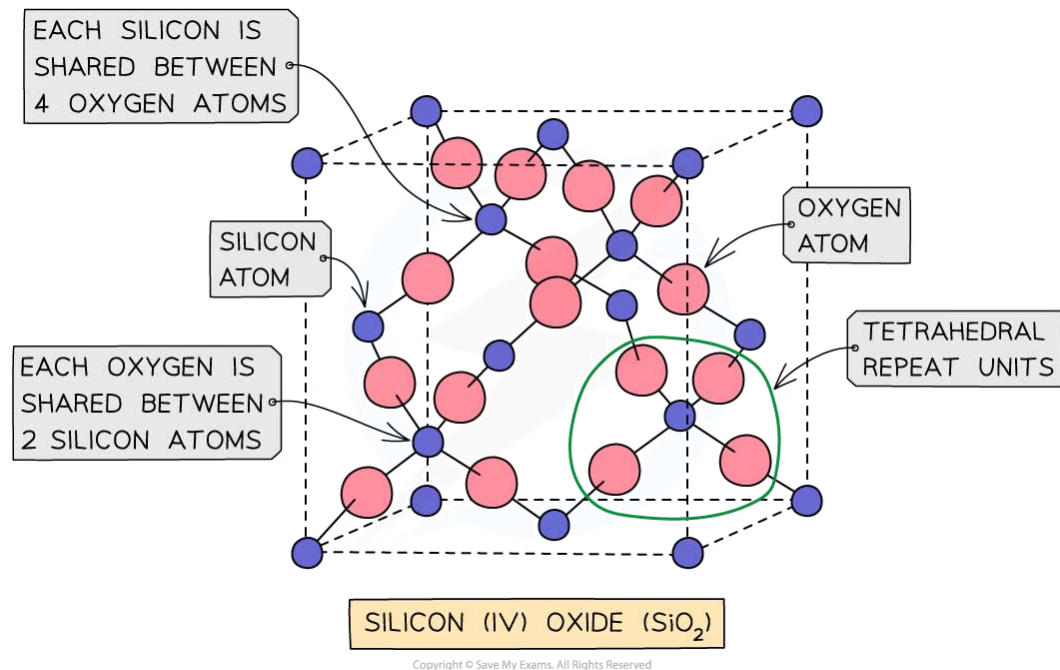 EACH SILICON IS
SHARED BETWEEN
4 OXYGEN ATOMS
OXYGEN
ATOM
SILICON
ATOM
TETRAHEDRAL
REPEAT UNITS
EACH OXYGEN IS
SHARED BETWEEN
2 SILICON ATOMS
SILICON (IV) OXIDE (SiO₂)
Copyright © Save My Exams. All Rights Reserved